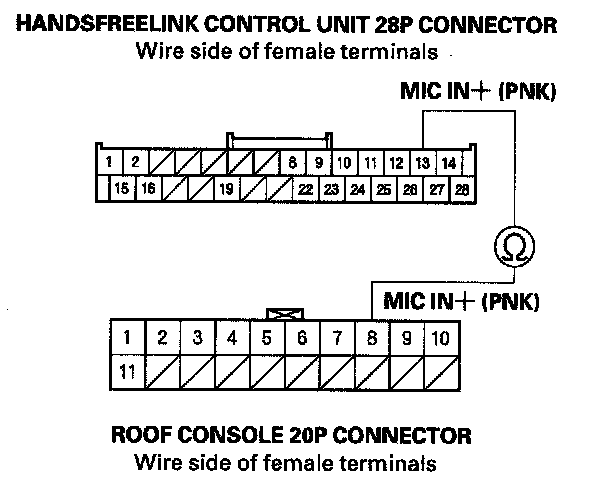 HANDSFREELINK CONTROL UNIT 28P CONNECTOR
Wire side of female terminals
MIC IN+ (PNK)
1 2 8 9 10 11 12 13 14
15 16 19 22 23 24 25 26 27 28
Ω
MIC IN+ (PNK)
1 2 3 4 5 6 7 8 9 10
11
ROOF CONSOLE 20P CONNECTOR
Wire side of female terminals